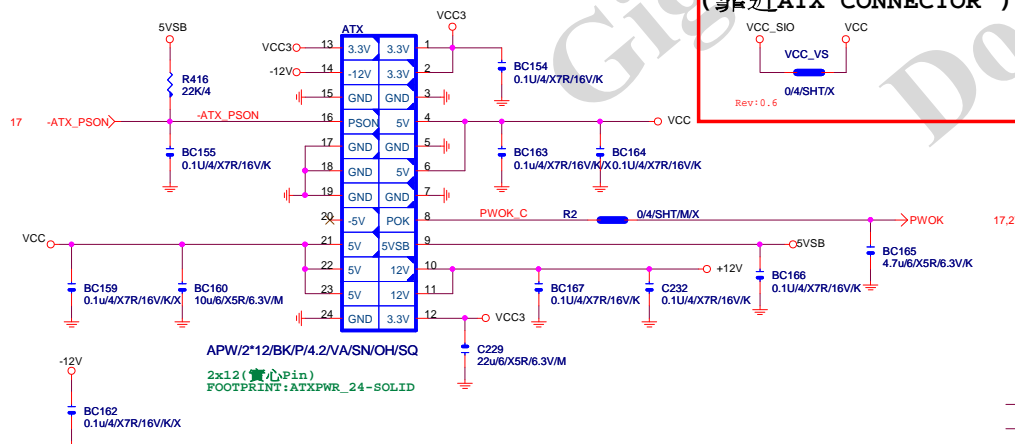 (靠近ATX CONNECTOR )
VCC_SIO
VCC
VCC_VS
0/4/SHT/X
Rev:0.6
Gig
Do
5VSB
R416
22K/4
17
-ATX_PSON
-ATX_PSON
BC155
0.1U/4/X7R/16V/K
ATX
VCC3
VCC3
-12V
13 3.3V 3.3V 1
14 -12V 3.3V 2
15 GND GND 3
16 PSON 5V 4
17 GND GND 5
18 GND 5V 6
19 GND GND 7
20 -5V POK 8
21 5V 5VSB 9
22 5V 12V 10
23 5V 12V 11
24 GND 3.3V 12
BC154
0.1U/4/X7R/16V/K
VCC
BC163
0.1U/4/X7R/16V/K/X
BC164
0.1U/4/X7R/16V/K
PWOK_C
R2
0/4/SHT/M/X
PWOK
17,2
BC165
4.7u/6/X5R/6.3V/K
5VSB
BC166
0.1U/4/X7R/16V/K
+12V
BC167
0.1U/4/X7R/16V/K
C232
0.1U/4/X7R/16V/K
VCC3
C229
22u/6/X5R/6.3V/M
VCC
BC159
0.1u/4/X7R/16V/K/X
BC160
10u/6/X5R/6.3V/M
APW/2*12/BK/P/4.2/VA/SN/OH/SQ
2x12(實心Pin)
FOOTPRINT:ATXPWR_24-SOLID
-12V
BC162
0.1u/4/X7R/16V/K/X